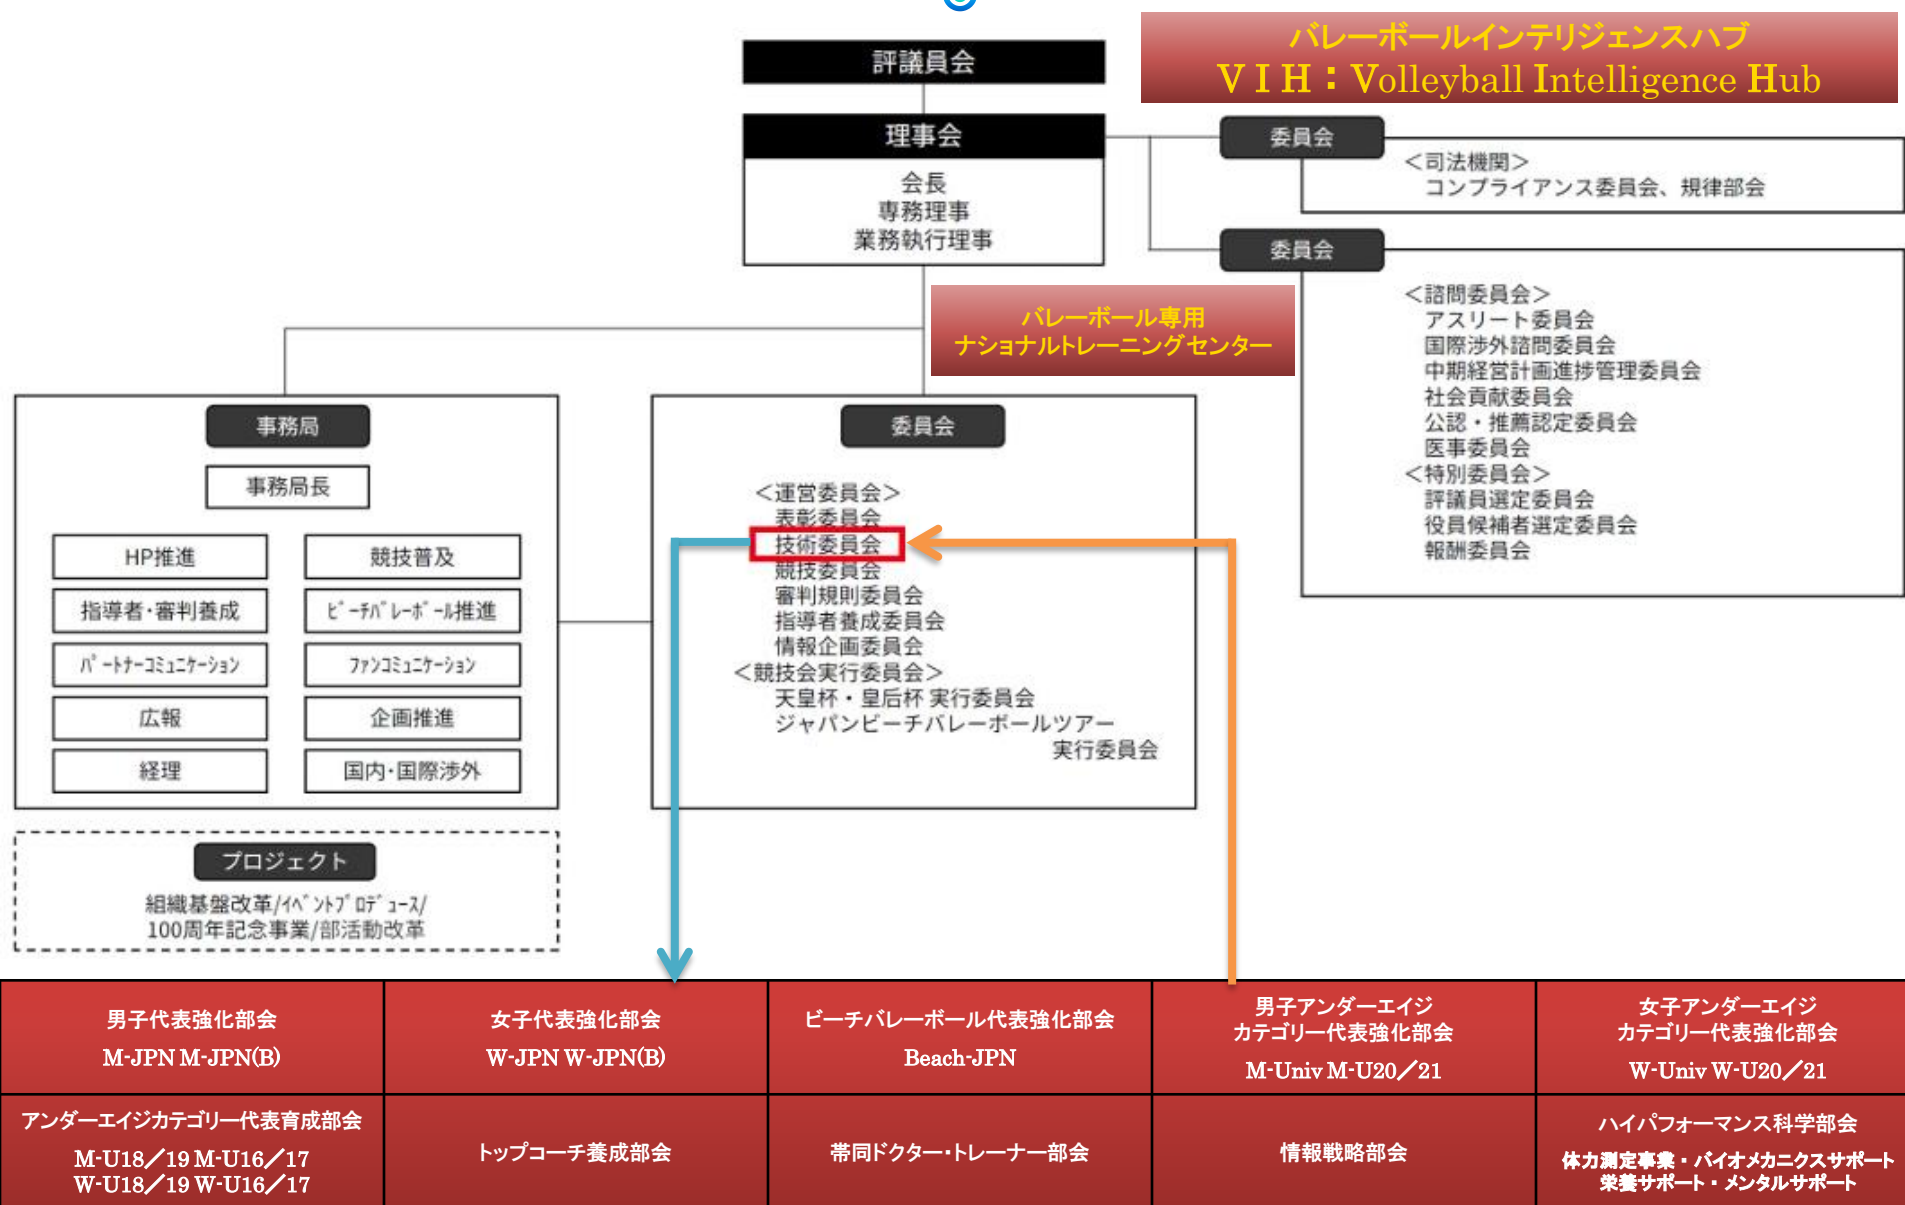 バレーボールインテリジェンスハブ
V I H：Volleyball Intelligence Hub
評議員会
理事会
会長
専務理事
業務執行理事
委員会
＜司法機関＞
コンプライアンス委員会、規律部会
委員会
＜諮問委員会＞
アスリート委員会
国際渉外諮問委員会
中期経営計画進捗管理委員会
社会貢献委員会
公認・推薦認定委員会
医事委員会
＜特別委員会＞
評議員選定委員会
役員候補者選定委員会
報酬委員会
バレーボール専用
ナショナルトレーニングセンター
事務局
事務局長
HP推進
競技普及
指導者・審判養成
ﾋﾞｰﾁﾊﾞﾚｰﾎﾞｰﾙ推進
ﾊﾟｰﾄﾅｰｺﾐｭﾆｹｰｼｮﾝ
ﾌｧﾝｺﾐｭﾆｹｰｼｮﾝ
広報
企画推進
経理
国内・国際渉外
委員会
＜運営委員会＞
表彰委員会
技術委員会
競技委員会
審判規則委員会
指導者養成委員会
情報企画委員会
＜競技会実行委員会＞
天皇杯・皇后杯 実行委員会
ジャパンビーチバレーボールツアー
実行委員会
プロジェクト
組織基盤改革/ｲﾍﾞﾝﾄﾌﾟﾛﾃﾞｭｰｽ/
100周年記念事業/部活動改革
男子代表強化部会
M-JPN M-JPN(B)
女子代表強化部会
W-JPN W-JPN(B)
ビーチバレーボール代表強化部会
Beach-JPN
男子アンダーエイジ
カテゴリー代表強化部会
M-Univ M-U20／21
女子アンダーエイジ
カテゴリー代表強化部会
W-Univ W-U20／21
アンダーエイジカテゴリー代表育成部会
M-U18／19 M-U16／17
W-U18／19 W-U16／17
トップコーチ養成部会
帯同ドクター・トレーナー部会
情報戦略部会
ハイパフォーマンス科学部会
体力測定事業・バイオメカニクスサポート
栄養サポート・メンタルサポート